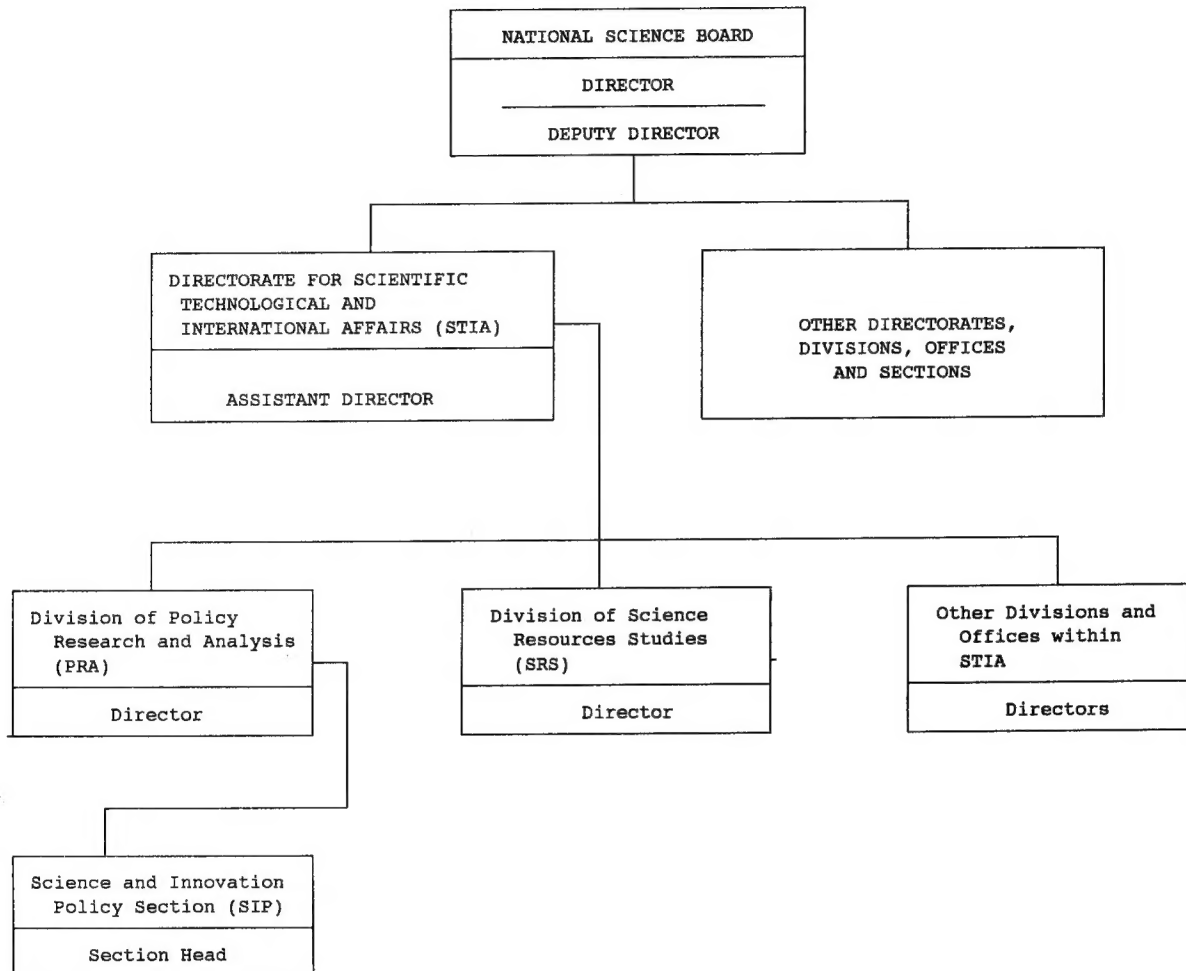 NATIONAL SCIENCE BOARD
DIRECTOR
DEPUTY DIRECTOR
DIRECTORATE FOR SCIENTIFIC
TECHNOLOGICAL AND
INTERNATIONAL AFFAIRS (STIA)
ASSISTANT DIRECTOR
OTHER DIRECTORATES,
DIVISIONS, OFFICES
AND SECTIONS
Division of Policy
Research and Analysis
(PRA)
Director
Division of Science
Resources Studies
(SRS)
Director
Other Divisions and
Offices within
STIA
Directors
Science and Innovation
Policy Section (SIP)
Section Head